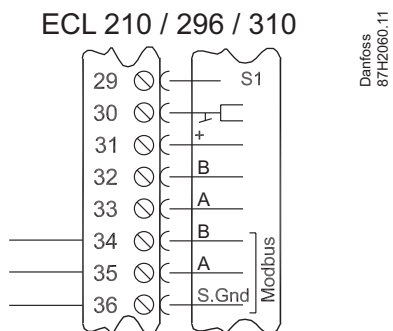 ECL 210 / 296 / 310
Danfoss
87H2060.11
29 S1
30
31 +
32 B
33 A
34 B
35 A
36 S.Gnd
Modbus